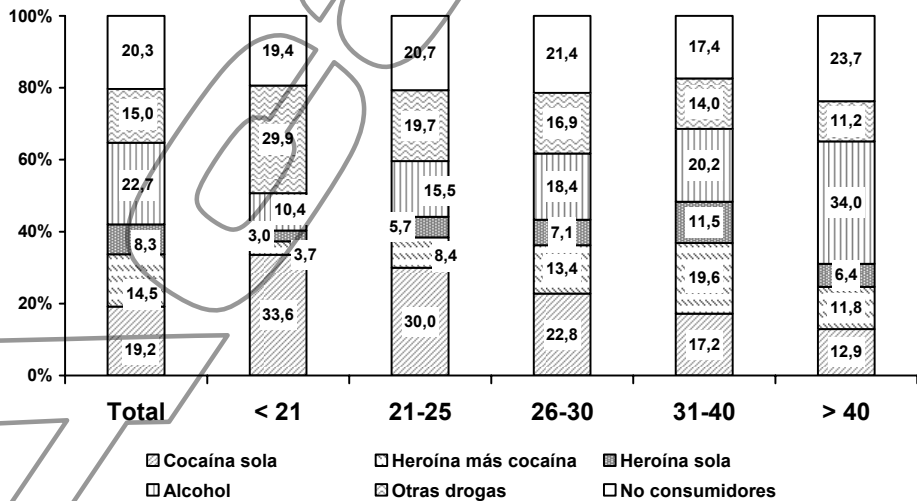 100%
20,3 19,4 20,7 21,4 17,4 23,7
80%
15,0 29,9 19,7 16,9 14,0 11,2
60%
22,7 10,4 15,5 18,4 20,2 34,0
40%
8,3 3,0 5,7 7,1 11,5 6,4
14,5 3,7 8,4 13,4 19,6 11,8
20%
19,2 33,6 30,0 22,8 17,2 12,9
0%
Total < 21 21-25 26-30 31-40 > 40
Cocaína sola Heroína más cocaína Heroína sola
Alcohol Otras drogas No consumidores